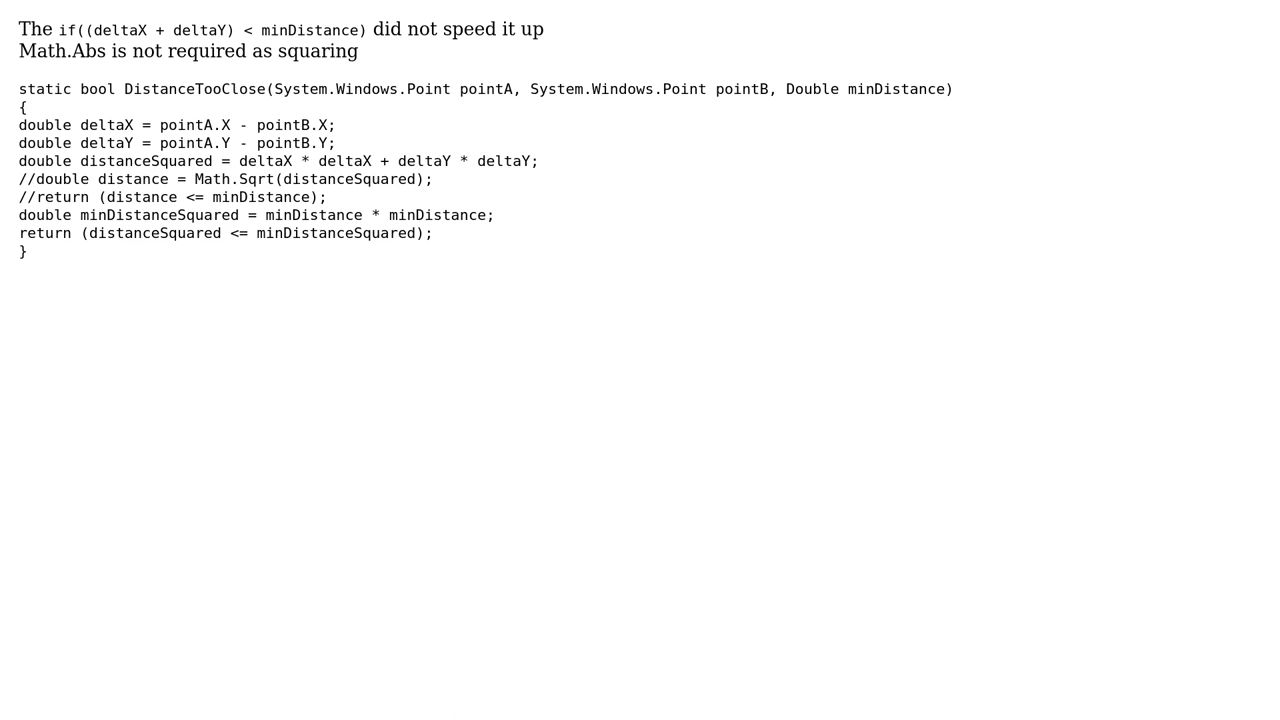 The if((deltaX + deltaY) < minDistance) did not speed it up
Math.Abs is not required as squaring
static bool DistanceTooClose(System.Windows.Point pointA, System.Windows.Point pointB, Double minDistance)
{
double deltaX = pointA.X - pointB.X;
double deltaY = pointA.Y - pointB.Y;
double distanceSquared = deltaX * deltaX + deltaY * deltaY;
//double distance = Math.Sqrt(distanceSquared);
//return (distance <= minDistance);
double minDistanceSquared = minDistance * minDistance;
return (distanceSquared <= minDistanceSquared);
}